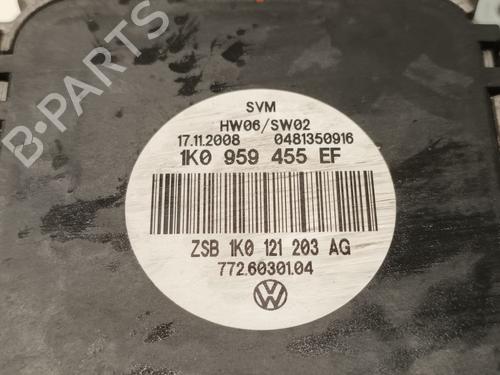 B-PARTS
SVM
HW06/SW02
17.11.2008 0481350916
1K0 959 455 EF
ZSB 1K0 121 203 AG
772.60301.04